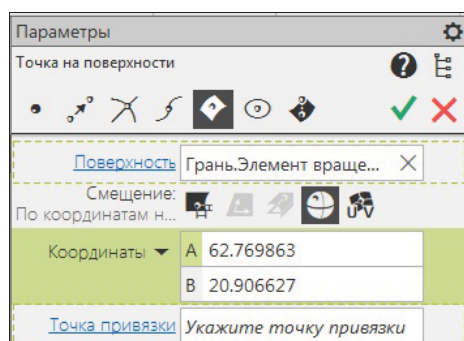 Параметры
Точка на поверхности
Поверхность Грань.Элемент враще...
Смещение:
По координатам н...
Координаты A 62.769863
B 20.906627
Точка привязки Укажите точку привязки